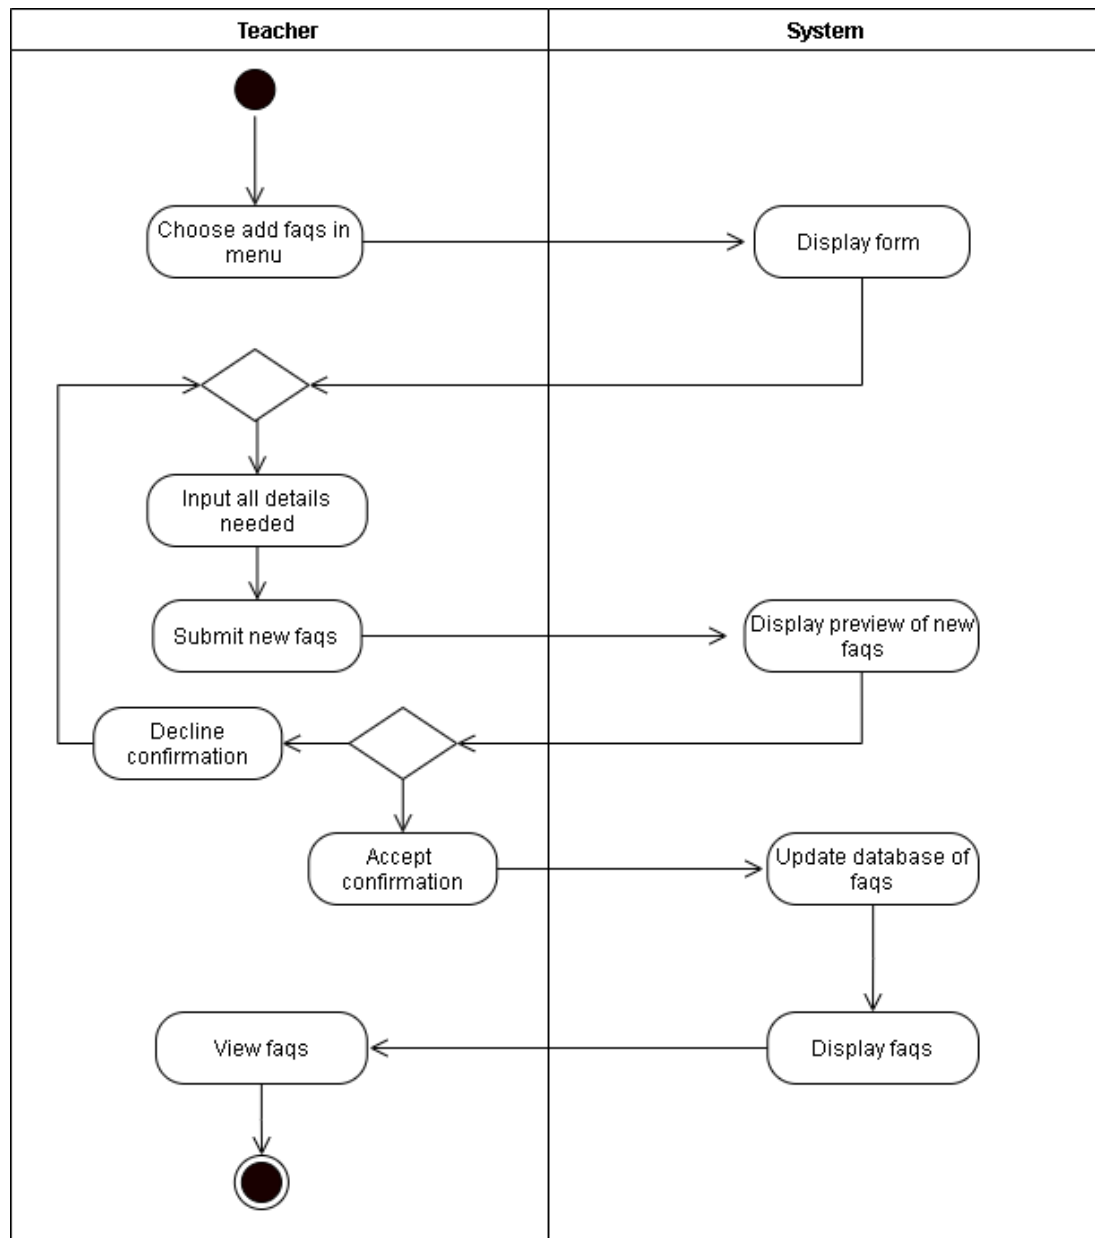 Teacher
System
Choose add faqs in
menu
Display form
Input all details
needed
Submit new faqs
Display preview of new
faqs
Decline
confirmation
Accept
confirmation
Update database of
faqs
View faqs
Display faqs